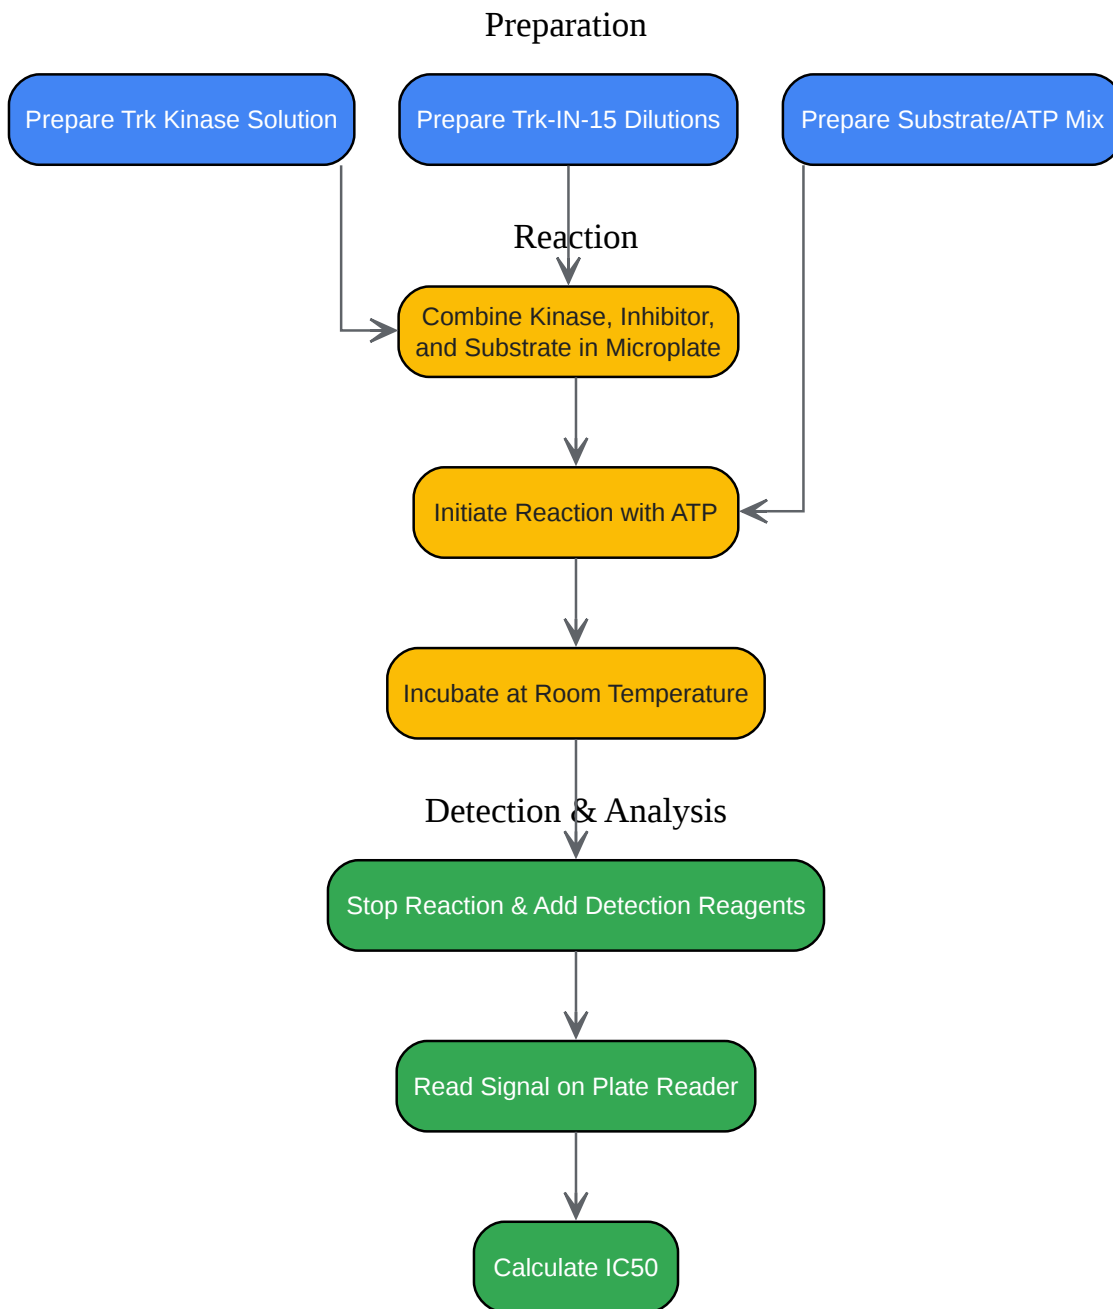 Preparation
Prepare Trk Kinase Solution
Prepare Trk-IN-15 Dilutions
Prepare Substrate/ATP Mix
Reaction
Combine Kinase, Inhibitor,
and Substrate in Microplate
Initiate Reaction with ATP
Incubate at Room Temperature
Detection & Analysis
Stop Reaction & Add Detection Reagents
Read Signal on Plate Reader
Calculate IC50